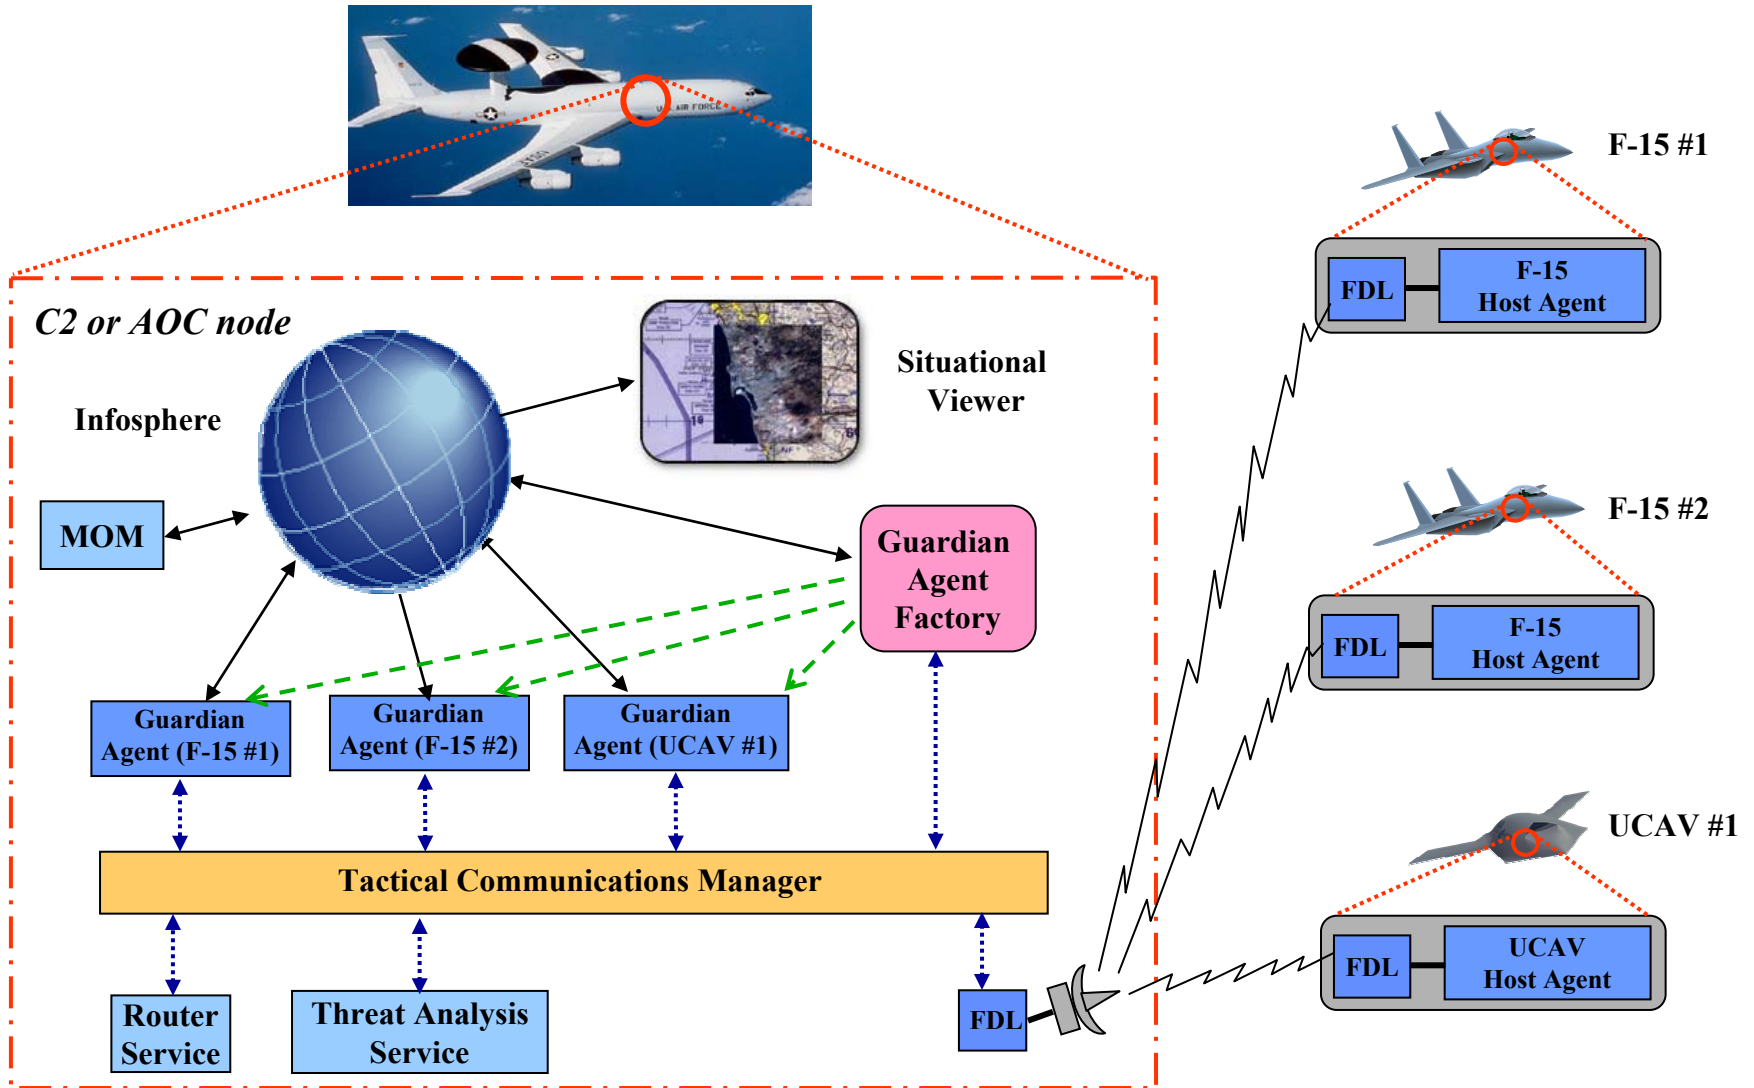 U.S. AIR FORCE
F-15 #1
FDL
F-15
Host Agent
C2 or AOC node
Situational
Viewer
Infosphere
MOM
Guardian
Agent
Factory
F-15 #2
FDL
F-15
Host Agent
Guardian
Agent (F-15 #1)
Guardian
Agent (F-15 #2)
Guardian
Agent (UCAV #1)
UCAV #1
Tactical Communications Manager
FDL
UCAV
Host Agent
Router
Service
Threat Analysis
Service
FDL